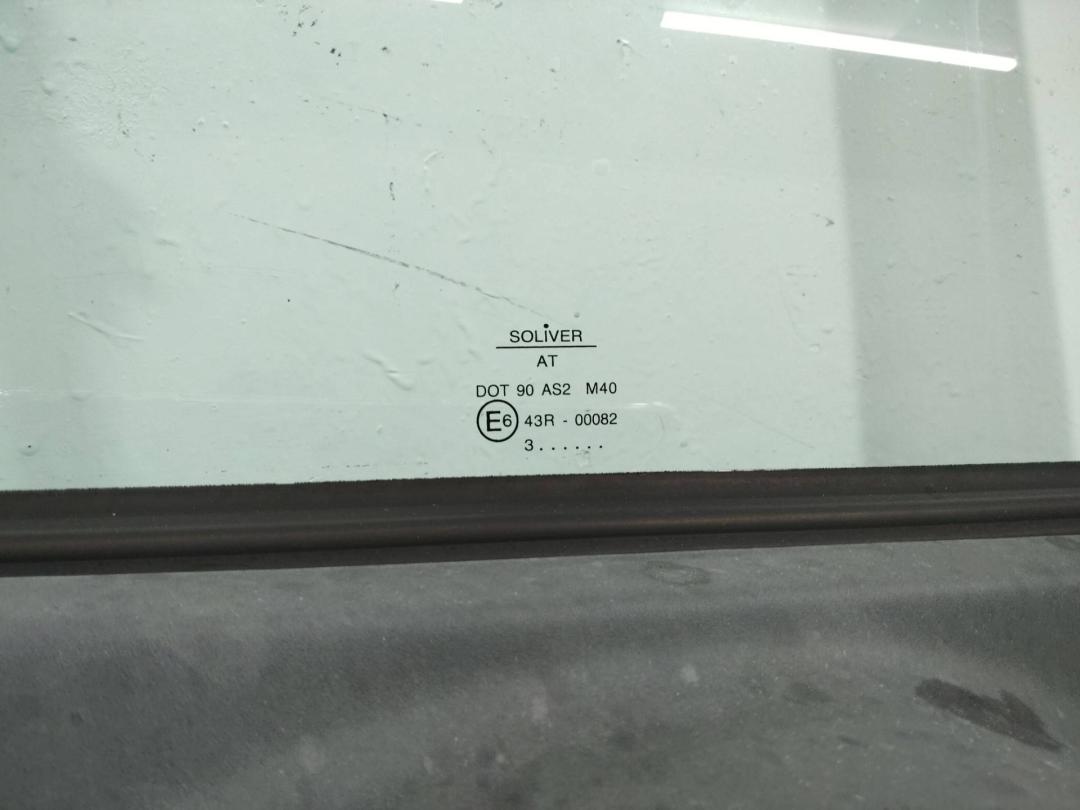 SOLiVER
AT
DOT 90 AS2 M40
E6 43R - 00082
3......